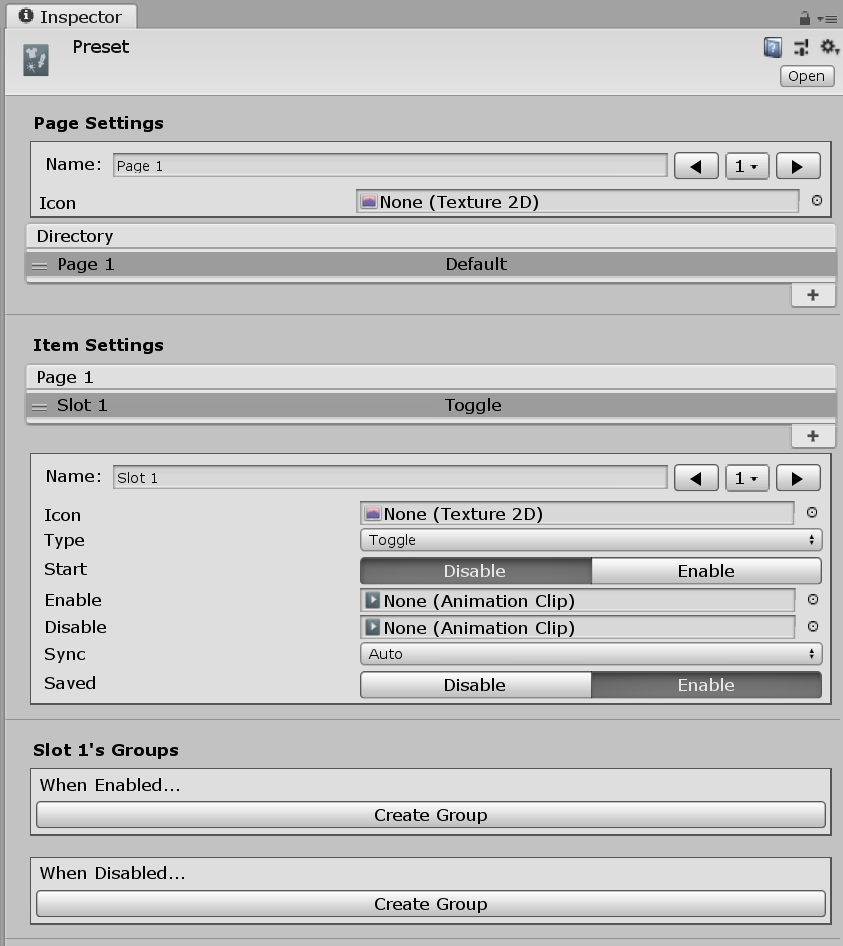 Inspector
Preset
Open
Page Settings
Name: Page 1 1
Icon None (Texture 2D)
Directory
Page 1 Default
+
Item Settings
Page 1
Slot 1 Toggle
+
Name: Slot 1 1
Icon None (Texture 2D)
Type Toggle
Start Disable Enable
Enable None (Animation Clip)
Disable None (Animation Clip)
Sync Auto
Saved Disable Enable
Slot 1's Groups
When Enabled...
Create Group
When Disabled...
Create Group